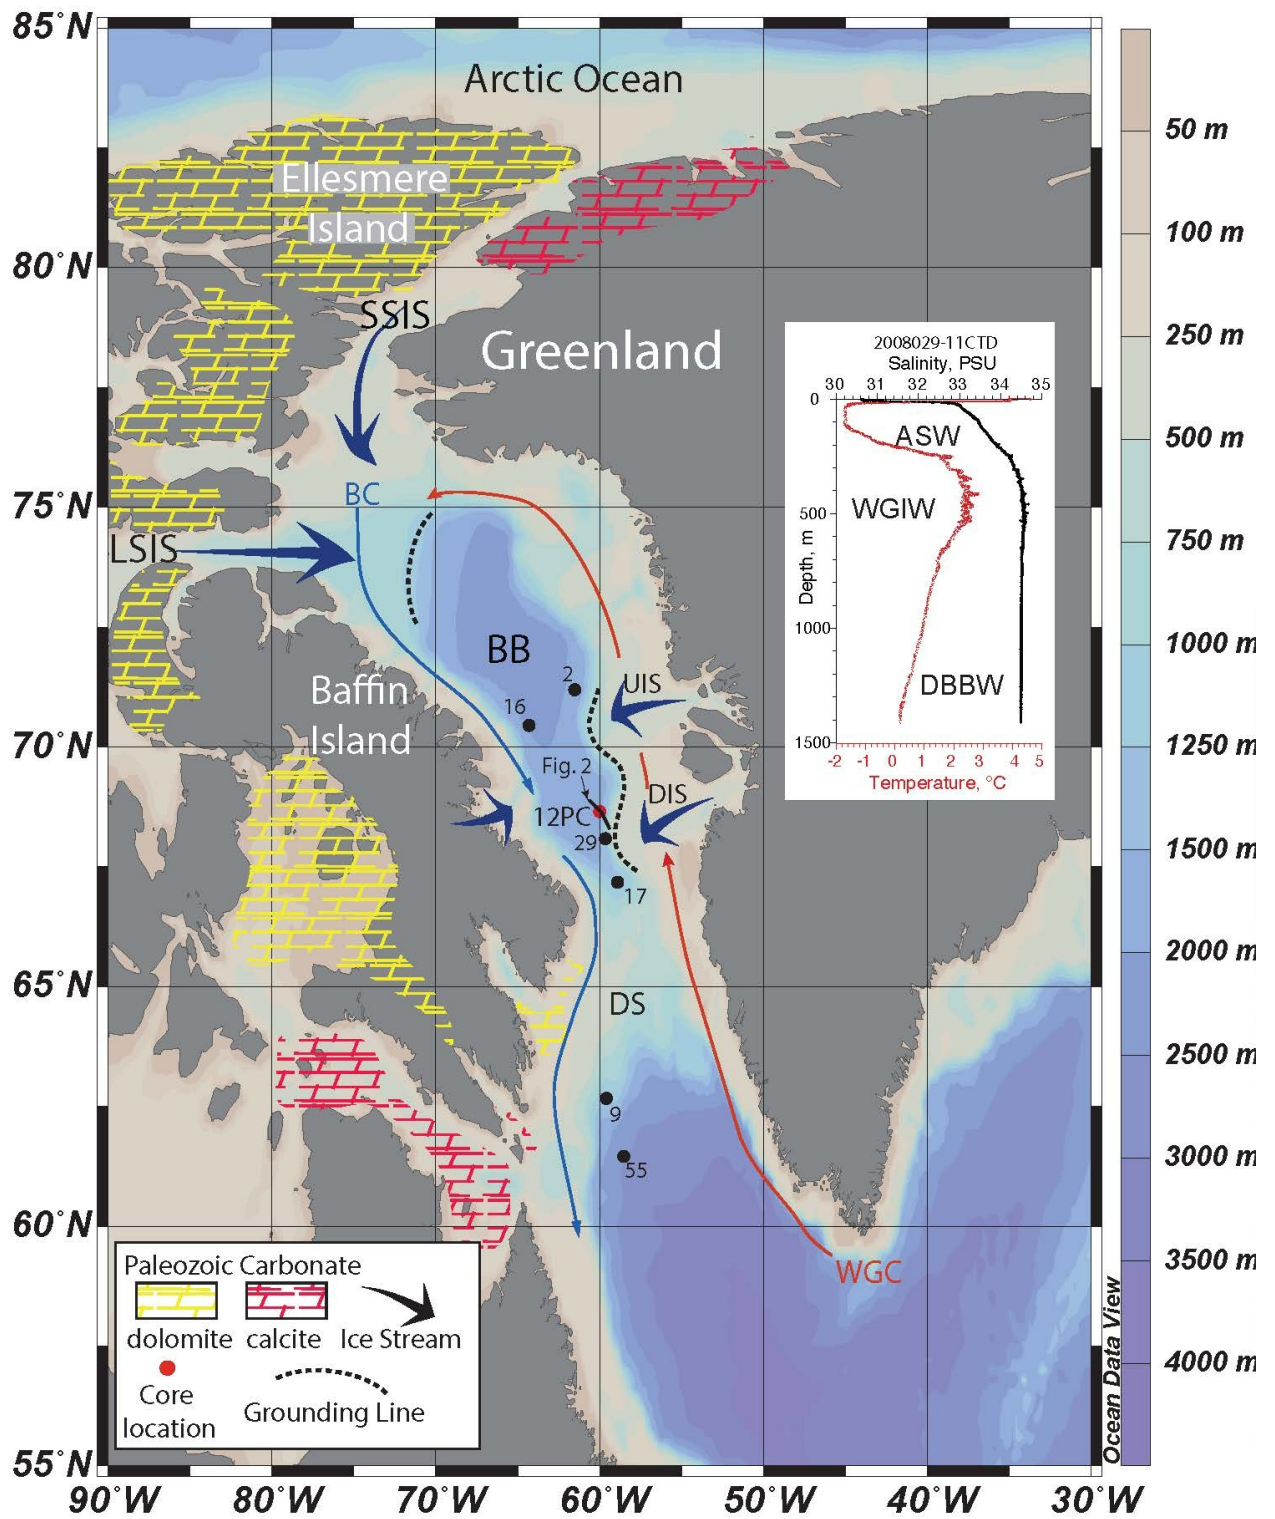 85°N
80°N
75°N
70°N
65°N
60°N
55°N
90°W
80°W
70°W
60°W
50°W
40°W
30°W
Arctic Ocean
Ellesmere
Island
SSIS
Greenland
BC
LSIS
BB
2
16
UIS
Baffin
Island
Fig. 2
12PC
DIS
29
17
DS
9
55
WGC
2008029-11CTD
Salinity, PSU
30 31 32 33 34 35
0
500
1000
1500
Depth, m
ASW
WGIW
DBBW
-2 -1 0 1 2 3 4 5
Temperature, °C
Paleozoic Carbonate
dolomite calcite Ice Stream
Core
location
Grounding Line
Ocean Data View
50 m
100 m
250 m
500 m
750 m
1000 m
1250 m
1500 m
2000 m
2500 m
3000 m
3500 m
4000 m